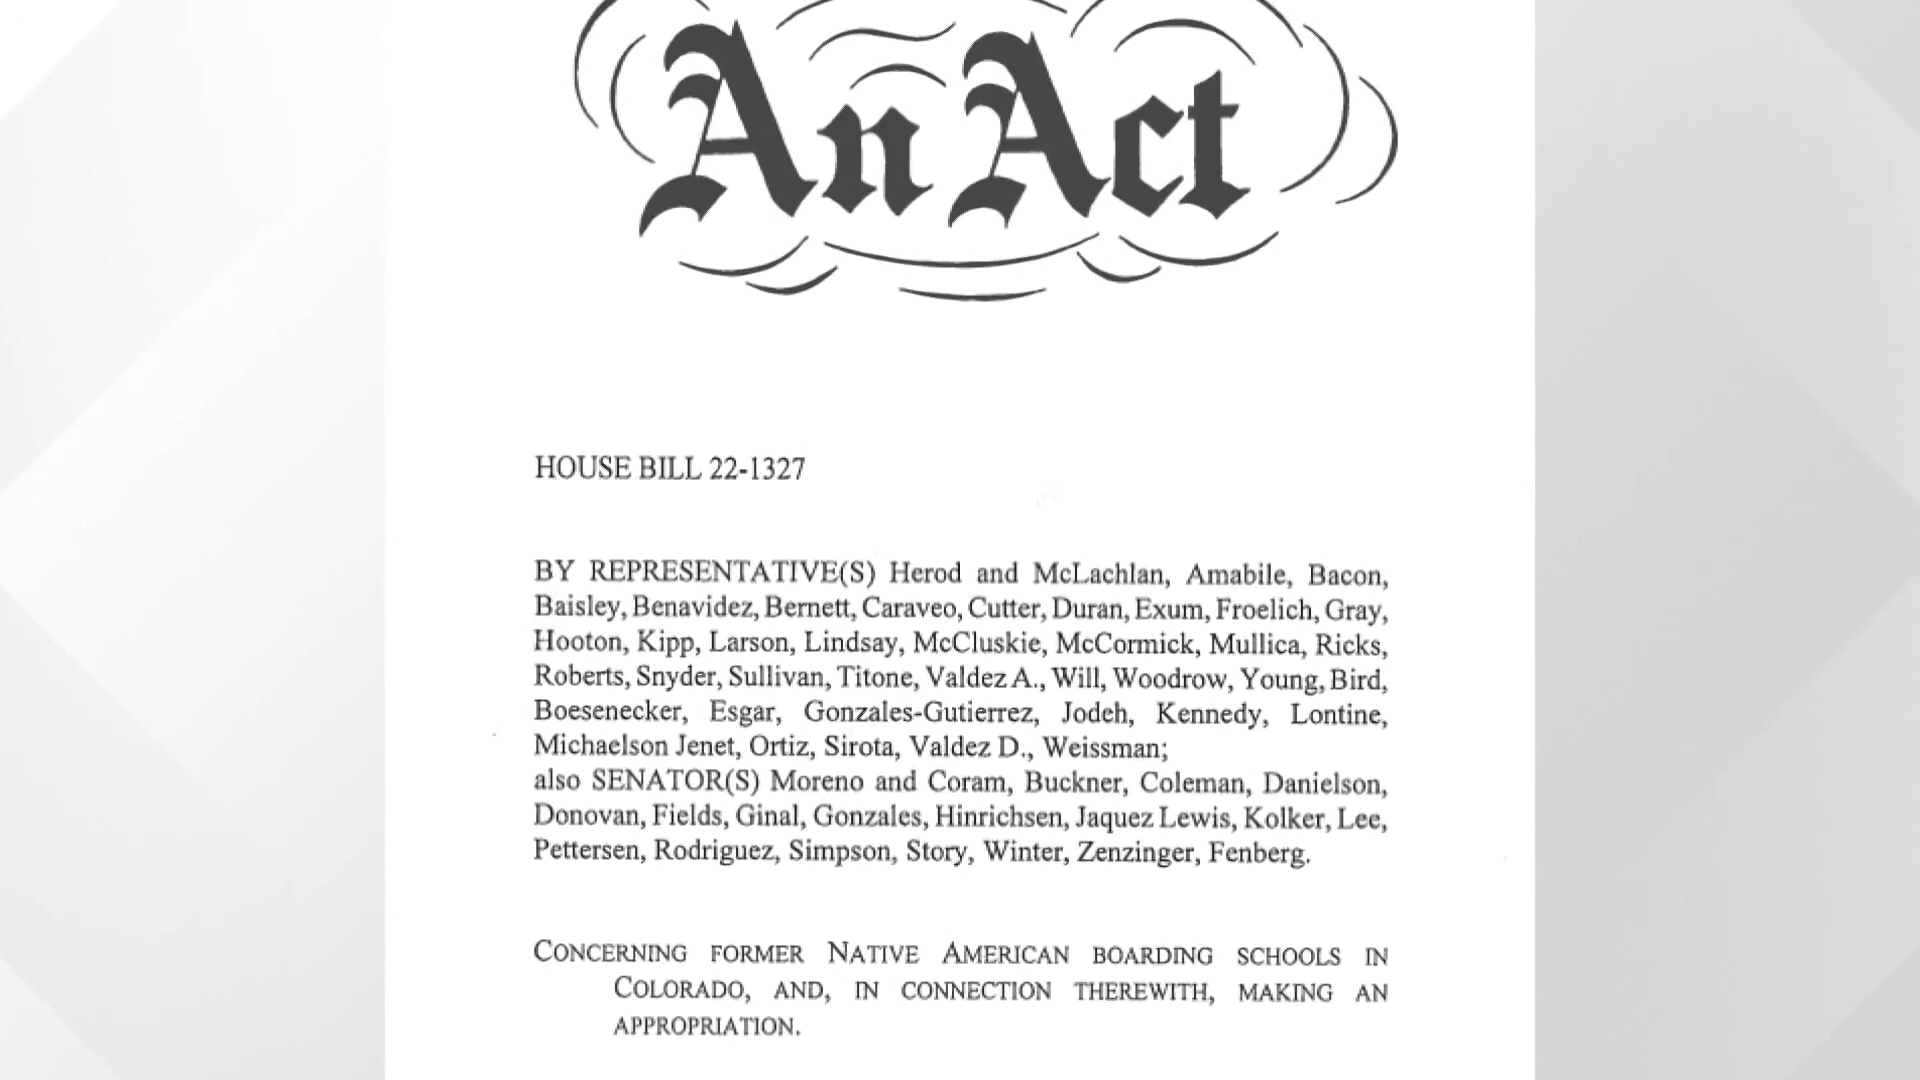 An Act
HOUSE BILL 22-1327
BY REPRESENTATIVE(S) Herod and McLachlan, Amabile, Bacon,
Baisley, Benavidez, Bernett, Caraveo, Cutter, Duran, Exum, Froelich, Gray,
Hooton, Kipp, Larson, Lindsay, McCluskie, McCormick, Mullica, Ricks,
Roberts, Snyder, Sullivan, Titone, Valdez A., Will, Woodrow, Young, Bird,
Boesenecker, Esgar, Gonzales-Gutierrez, Jodeh, Kennedy, Lontine,
Michaelson Jenet, Ortiz, Sirota, Valdez D., Weissman;
also SENATOR(S) Moreno and Coram, Buckner, Coleman, Danielson,
Donovan, Fields, Ginal, Gonzales, Hinrichsen, Jaquez Lewis, Kolker, Lee,
Pettersen, Rodriguez, Simpson, Story, Winter, Zenzinger, Fenberg.
CONCERNING FORMER NATIVE AMERICAN BOARDING SCHOOLS IN
COLORADO, AND, IN CONNECTION THEREWITH, MAKING AN
APPROPRIATION.